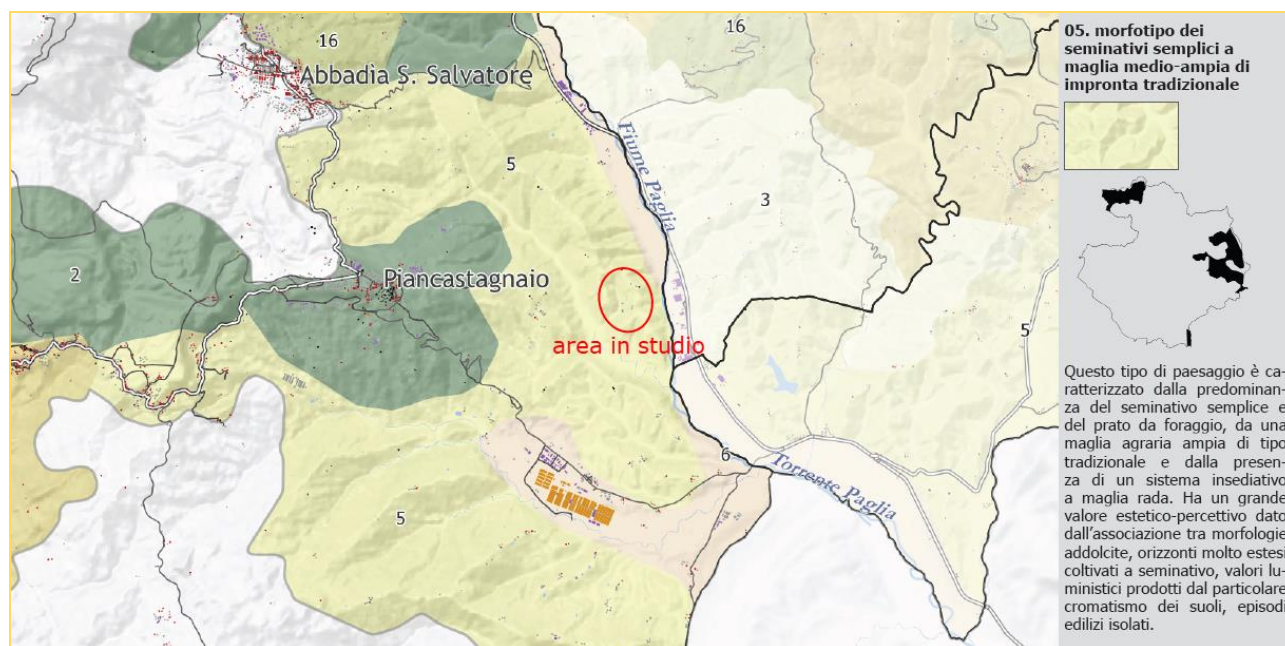 16
Abbadia S. Salvatore
5
Fiume Paglia
16
3
2
Piancastagnaio
area in studio
5
5
6
Torrente Paglia
05. morfotipo dei
seminativi semplici a
maglia medio-ampia di
impronta tradizionale
Questo tipo di paesaggio è ca-
ratterizzato dalla predominan-
za del seminativo semplice e
del prato da foraggio, da una
maglia agraria ampia di tipo
tradizionale e dalla presen-
za di un sistema insediativo
a maglia rada. Ha un grande
valore estetico-percettivo dato
dall'associazione tra morfologie
addolcite, orizzonti molto estesi
coltivati a seminativo, valori lu-
ministici prodotti dal particolare
cromatismo dei suoli, episodi
edilizi isolati.